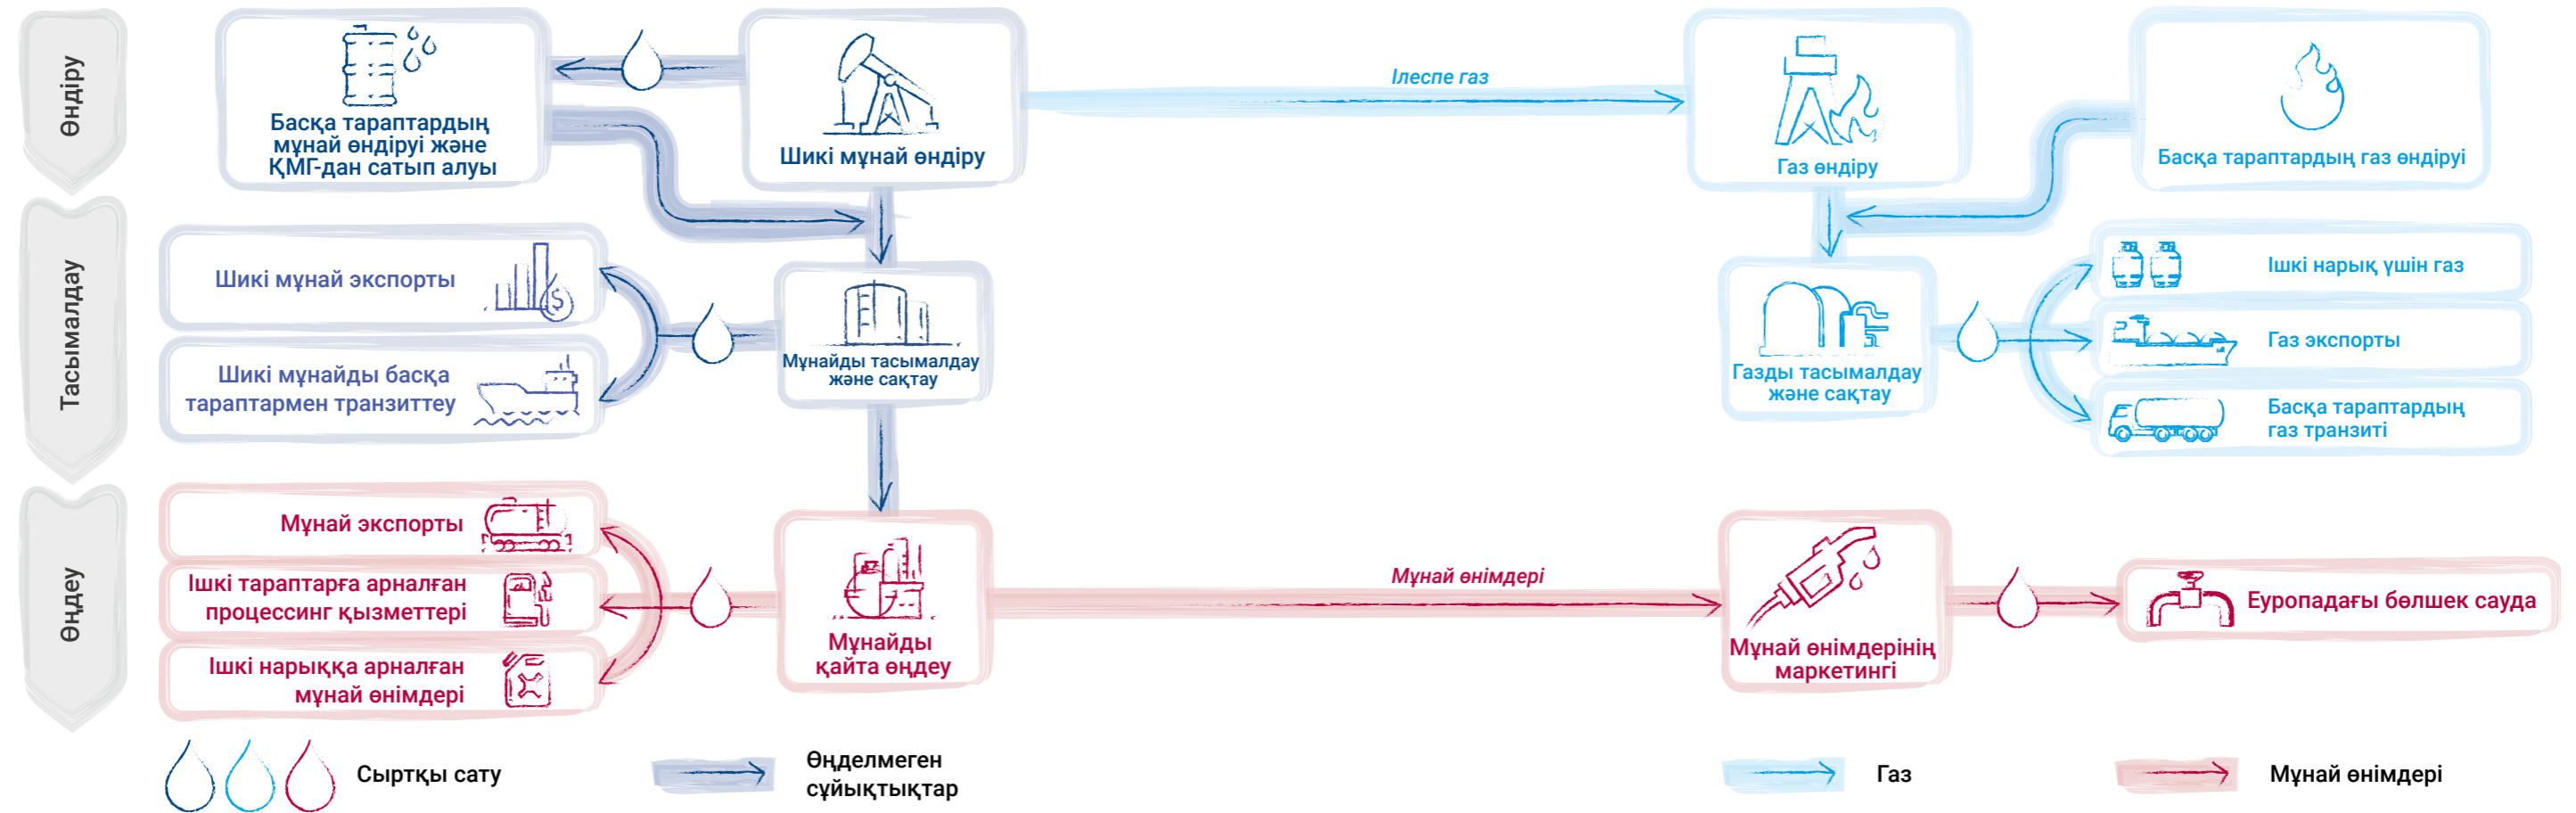 Өндіру
Басқа тараптардың
мұнай өндіруі және
ҚМГ-дан сатып алуы
Шикі мұнай өндіру
Ілеспе газ
Газ өндіру
Басқа тараптардың газ өндіруі
Тасымалдау
Шикі мұнай экспорты
Шикі мұнайды басқа
тараптармен транзиттеу
Мұнайды тасымалдау
және сақтау
Газды тасымалдау
және сақтау
Ішкі нарық үшін газ
Газ экспорты
Басқа тараптардың
газ транзиті
Өңдеу
Мұнай экспорты
Ішкі тараптарға арналған
процессинг қызметтері
Ішкі нарыққа арналған
мұнай өнімдері
Мұнайды
қайта өңдеу
Мұнай өнімдері
Мұнай өнімдерінің
маркетингі
Еуропадағы бөлшек сауда
Сыртқы сату
Өңделмеген
сұйықтықтар
Газ
Мұнай өнімдері